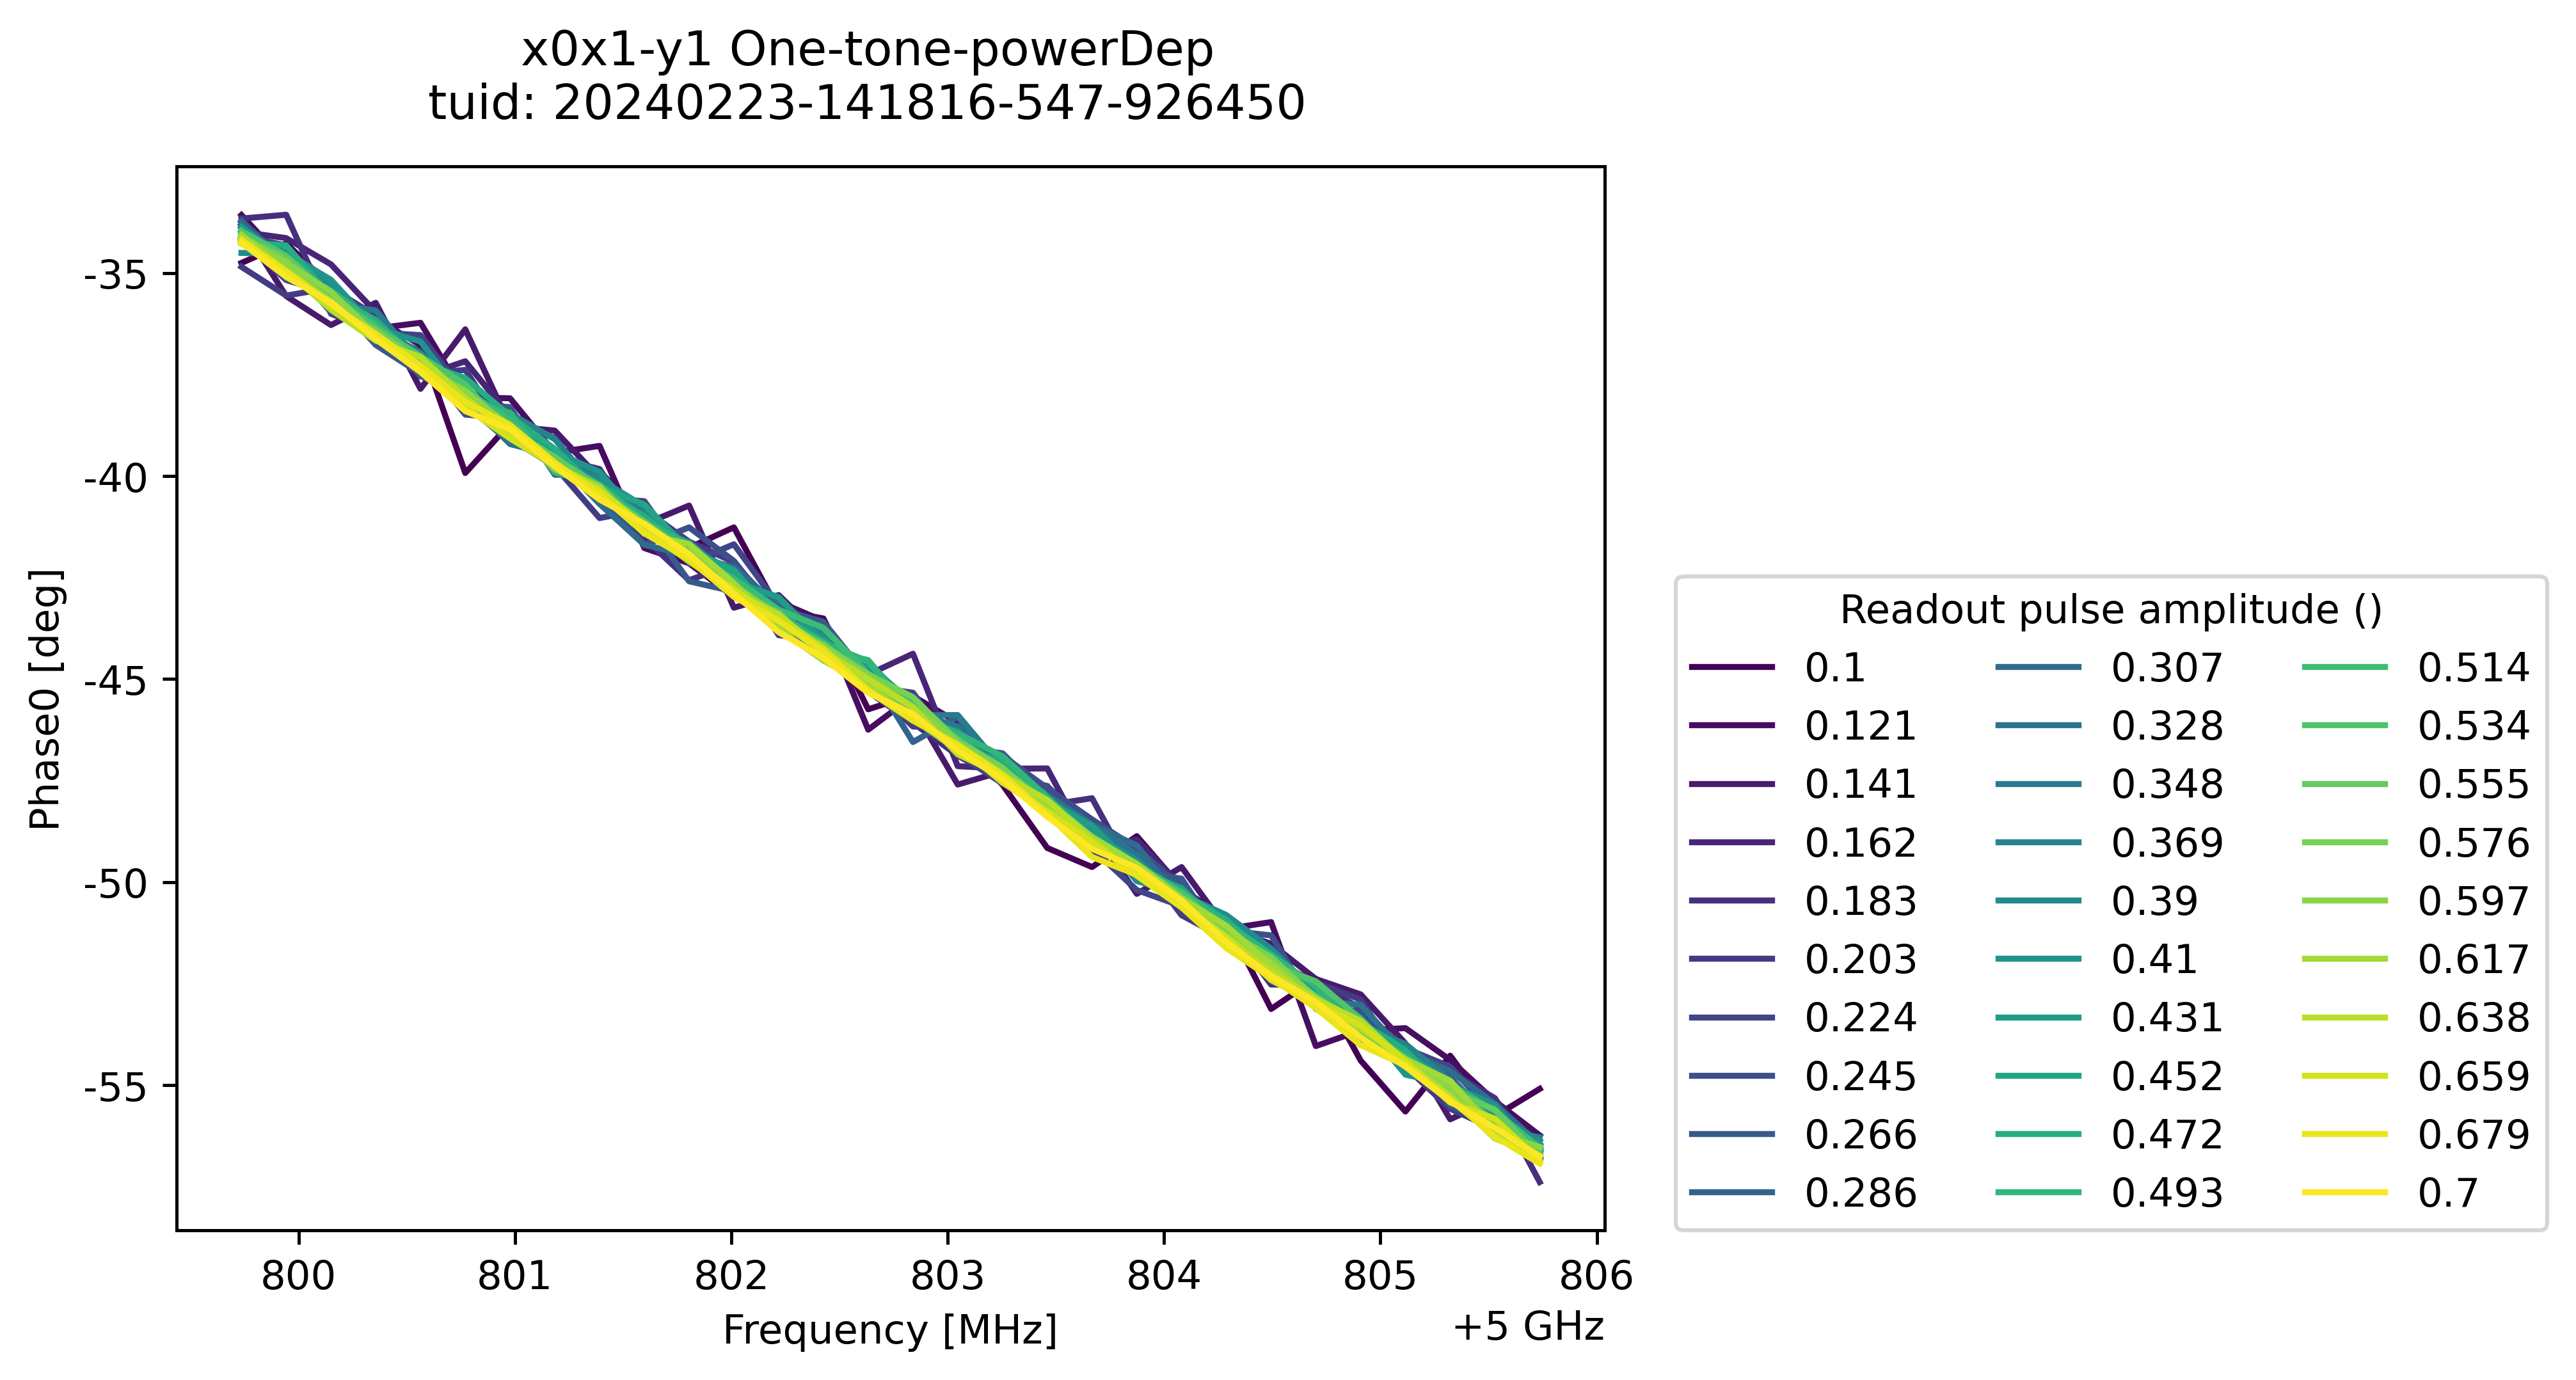 x0x1-y1 One-tone-powerDep
tuid: 20240223-141816-547-926450
Phase0 [deg]
-35
-40
-45
-50
-55
800 801 802 803 804 805 806
Frequency [MHz]
+5 GHz
Readout pulse amplitude ()
0.1 0.307 0.514
0.121 0.328 0.534
0.141 0.348 0.555
0.162 0.369 0.576
0.183 0.39 0.597
0.203 0.41 0.617
0.224 0.431 0.638
0.245 0.452 0.659
0.266 0.472 0.679
0.286 0.493 0.7